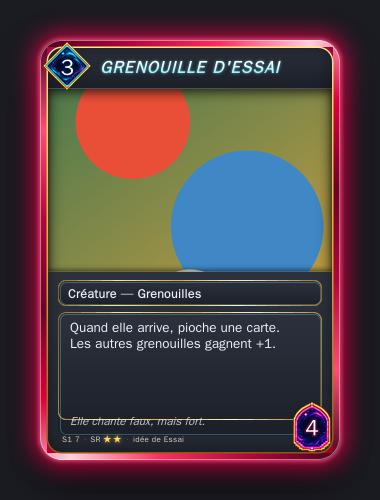 3
GRENOUILLE D'ESSAI
Créature — Grenouilles
Quand elle arrive, pioche une carte.
Les autres grenouilles gagnent +1.
Elle chante faux, mais fort.
4
S1 7 · SR ★★ · idée de Essai